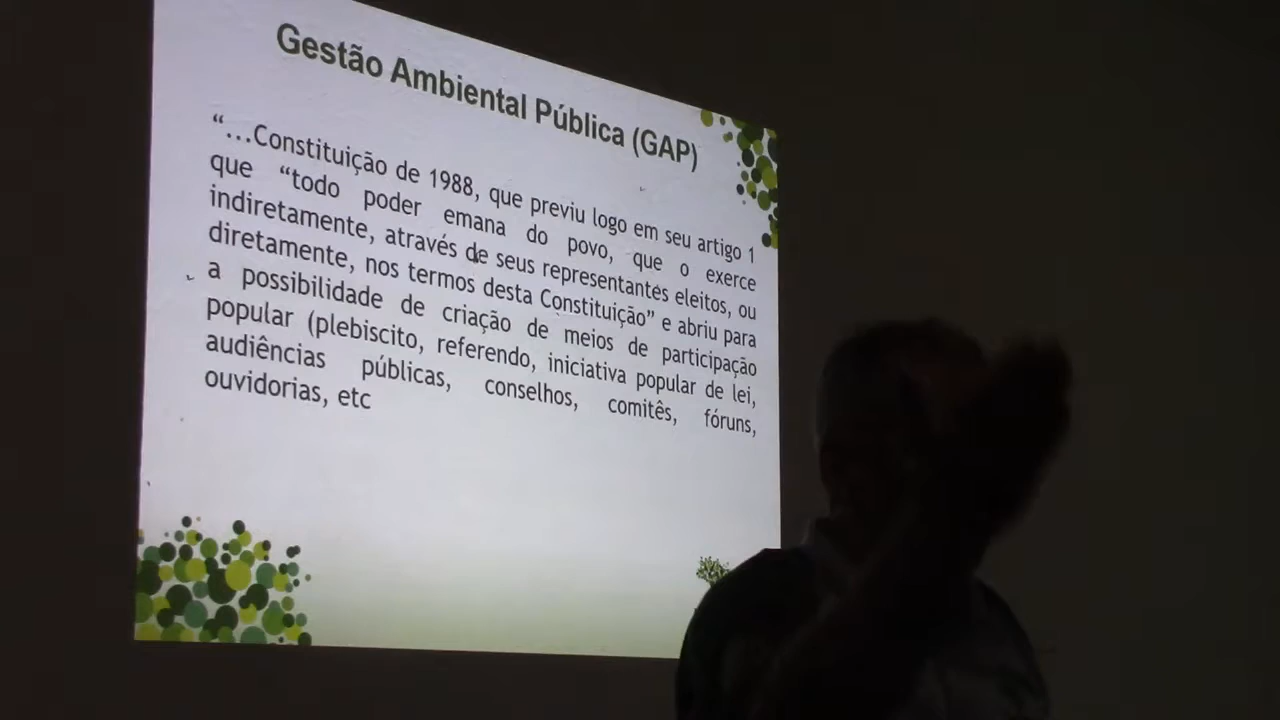 Gestão Ambiental Pública (GAP)
“...Constituição de 1988, que previu logo em seu artigo 1
que “todo poder emana do povo, que o exerce
indiretamente, através de seus representantes eleitos, ou
diretamente, nos termos desta Constituição” e abriu para
a possibilidade de criação de meios de participação
popular (plebiscito, referendo, iniciativa popular de lei,
audiências públicas, conselhos, comitês, fóruns,
ouvidorias, etc